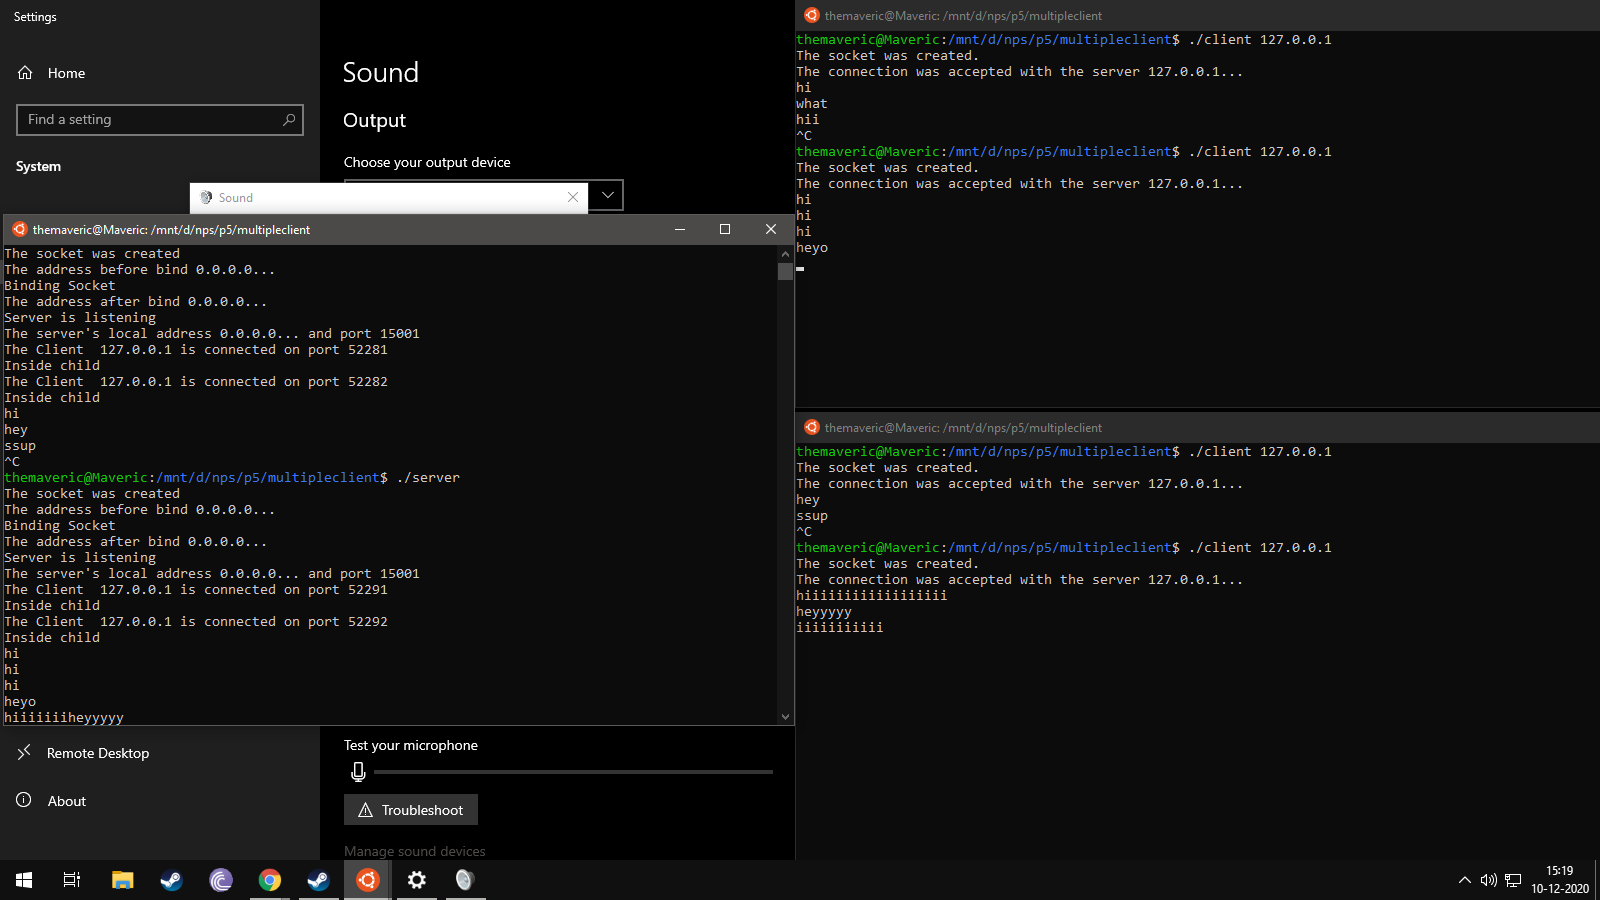 Settings
Home
Find a setting
System
Sound
Output
Choose your output device
Sound
themaveric@Maveric: /mnt/d/nps/p5/multipleclient
The socket was created
The address before bind 0.0.0.0...
Binding Socket
The address after bind 0.0.0.0...
Server is listening
The server's local address 0.0.0.0... and port 15001
The Client  127.0.0.1 is connected on port 52281
Inside child
The Client  127.0.0.1 is connected on port 52282
Inside child
hi
hey
ssup
^C
themaveric@Maveric:/mnt/d/nps/p5/multipleclient$ ./server
The socket was created
The address before bind 0.0.0.0...
Binding Socket
The address after bind 0.0.0.0...
Server is listening
The server's local address 0.0.0.0... and port 15001
The Client  127.0.0.1 is connected on port 52291
Inside child
The Client  127.0.0.1 is connected on port 52292
Inside child
hi
hi
hi
heyo
hiiiiiiiheyyyyy
Remote Desktop
About
Test your microphone
Troubleshoot
Manage sound devices
themaveric@Maveric: /mnt/d/nps/p5/multipleclient
themaveric@Maveric:/mnt/d/nps/p5/multipleclient$ ./client 127.0.0.1
The socket was created.
The connection was accepted with the server 127.0.0.1...
hi
what
hii
^C
themaveric@Maveric:/mnt/d/nps/p5/multipleclient$ ./client 127.0.0.1
The socket was created.
The connection was accepted with the server 127.0.0.1...
hi
hi
hi
heyo
themaveric@Maveric: /mnt/d/nps/p5/multipleclient
themaveric@Maveric:/mnt/d/nps/p5/multipleclient$ ./client 127.0.0.1
The socket was created.
The connection was accepted with the server 127.0.0.1...
hey
ssup
^C
themaveric@Maveric:/mnt/d/nps/p5/multipleclient$ ./client 127.0.0.1
The socket was created.
The connection was accepted with the server 127.0.0.1...
hiiiiiiiiiiiiiiiiii
heyyyyy
iiiiiiiiiii
15:19
10-12-2020